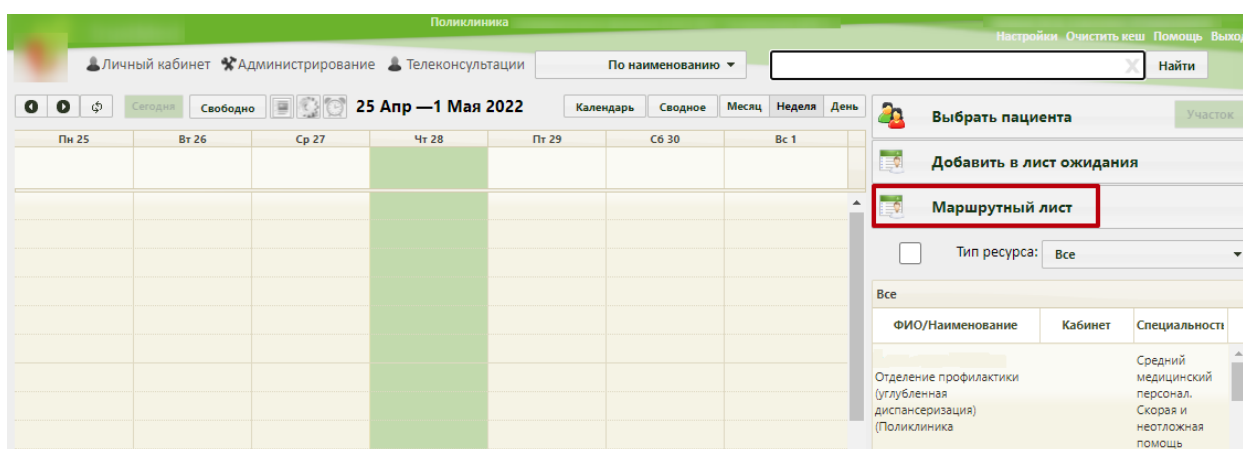 Поликлиника
Настройки Очистить кеш Помощь Выход
Личный кабинет Администрирование Телеконсультации По наименованию Найти
Сегодня Свободно 25 Апр —1 Мая 2022 Календарь Сводное Месяц Неделя День
Пн 25 Вт 26 Ср 27 Чт 28 Пт 29 Сб 30 Вс 1
Выбрать пациента Участок
Добавить в лист ожидания
Маршрутный лист
Тип ресурса: Все
Все
ФИО/Наименование Кабинет Специальность
Отделение профилактики
(углубленная
диспансеризация)
(Поликлиника
Средний
медицинский
персонал.
Скорая и
неотложная
помощь